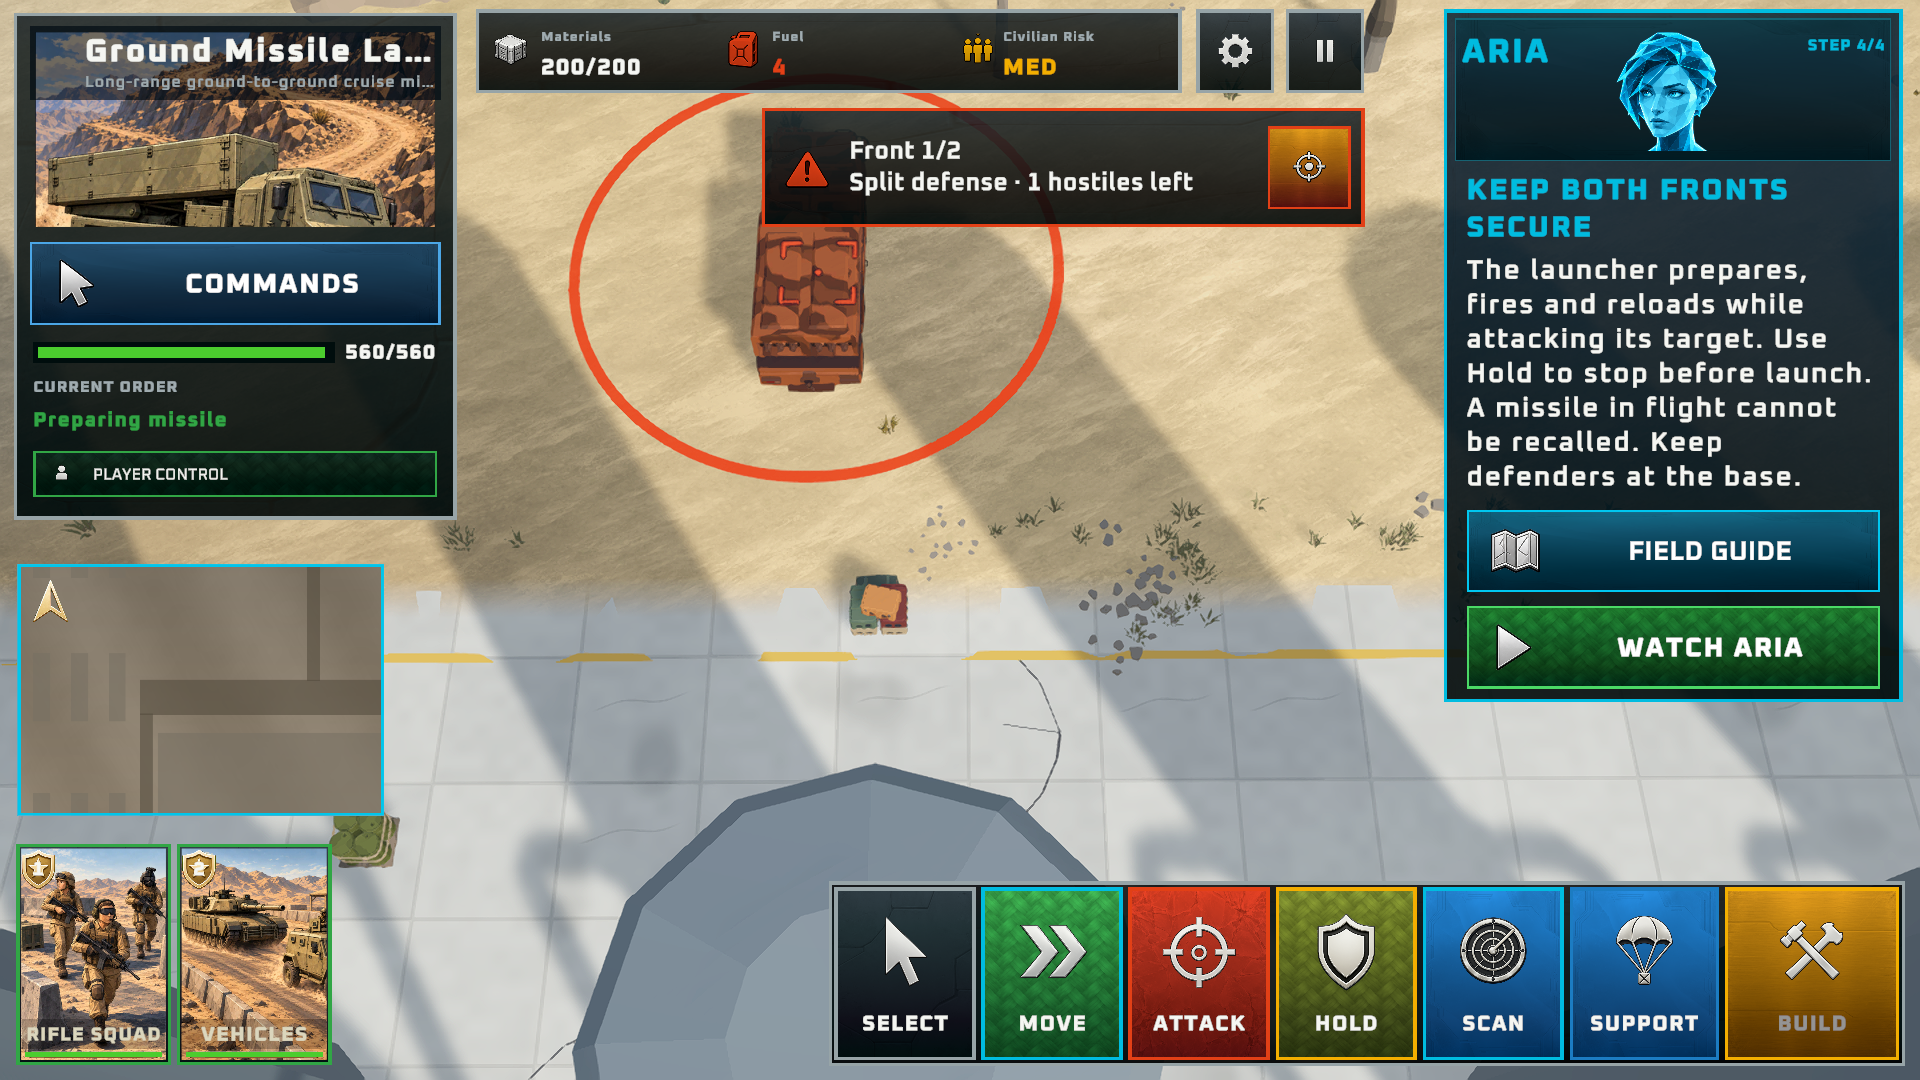 Ground Missile La...
Long-range ground-to-ground cruise mi...
COMMANDS
560/560
CURRENT ORDER
Preparing missile
PLAYER CONTROL
Materials
200/200
Fuel
4
Civilian Risk
MED
Front 1/2
Split defense · 1 hostiles left
ARIA
STEP 4/4
KEEP BOTH FRONTS
SECURE
The launcher prepares,
fires and reloads while
attacking its target. Use
Hold to stop before launch.
A missile in flight cannot
be recalled. Keep
defenders at the base.
FIELD GUIDE
WATCH ARIA
RIFLE SQUAD
VEHICLES
SELECT
MOVE
ATTACK
HOLD
SCAN
SUPPORT
BUILD